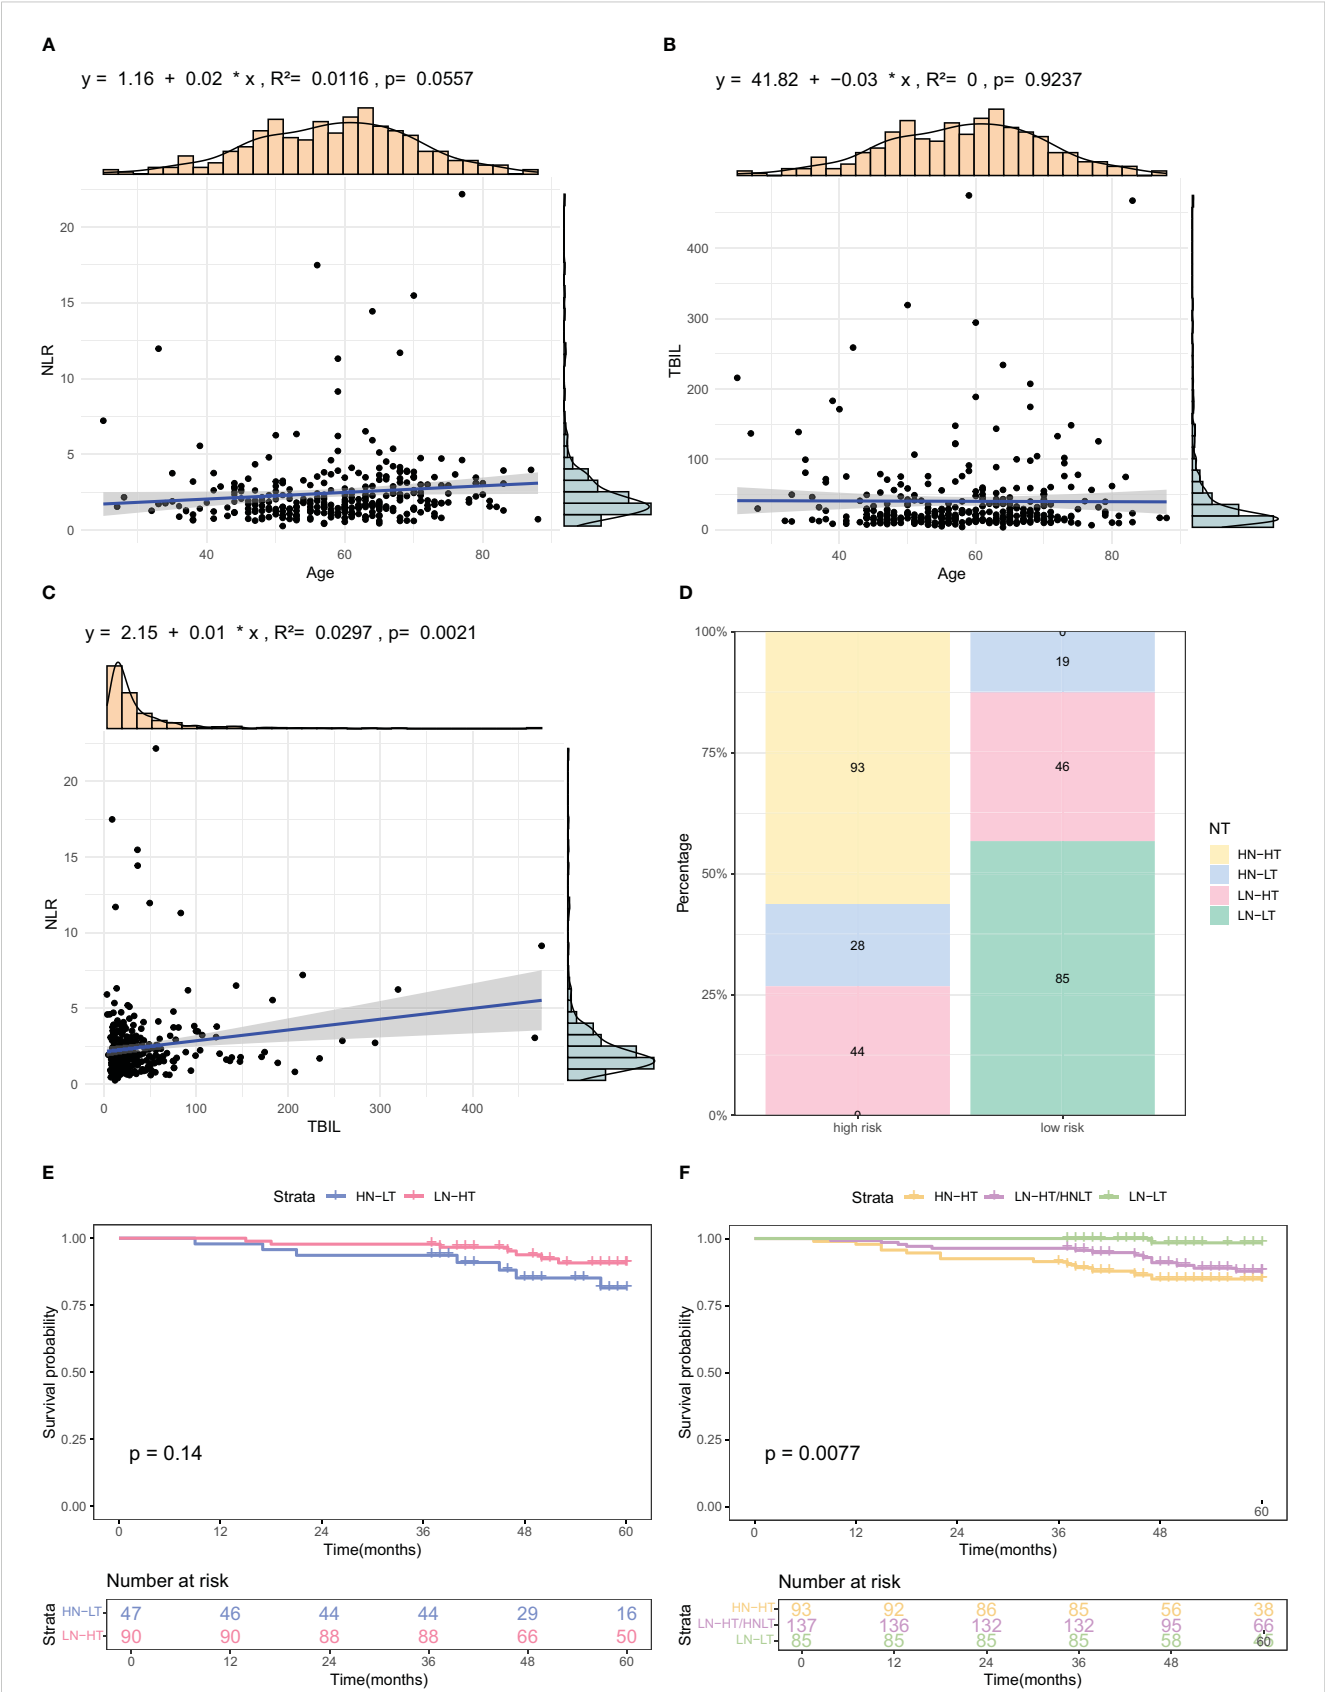 A
y = 1.16 + 0.02 * x , R²= 0.0116 , p= 0.0557
NLR
20
15
10
5
0
40 60 80
Age
B
y = 41.82 + −0.03 * x , R²= 0 , p= 0.9237
TBIL
400
300
200
100
0
40 60 80
Age
C
y = 2.15 + 0.01 * x , R²= 0.0297 , p= 0.0021
NLR
20
15
10
5
0
0 100 200 300 400
TBIL
D
Percentage
100%
75%
50%
25%
0%
93
28
44
0
0
19
46
85
high risk low risk
NT
HN−HT
HN−LT
LN−HT
LN−LT
E
Strata HN−LT LN−HT
Survival probability
1.00
0.75
0.50
0.25
0.00
p = 0.14
0 12 24 36 48 60
Time(months)
Number at risk
Strata
HN−LT 47 46 44 44 29 16
LN−HT 90 90 88 88 66 50
0 12 24 36 48 60
Time(months)
F
Strata HN−HT LN−HT/HNLT LN−LT
Survival probability
1.00
0.75
0.50
0.25
0.00
p = 0.0077
60
0 12 24 36 48
Time(months)
Number at risk
Strata
HN−HT 93 92 86 85 56 38
LN−HT/HNLT 137 136 132 132 95 66
LN−LT 85 85 85 85 58
60
0 12 24 36 48 60
Time(months)